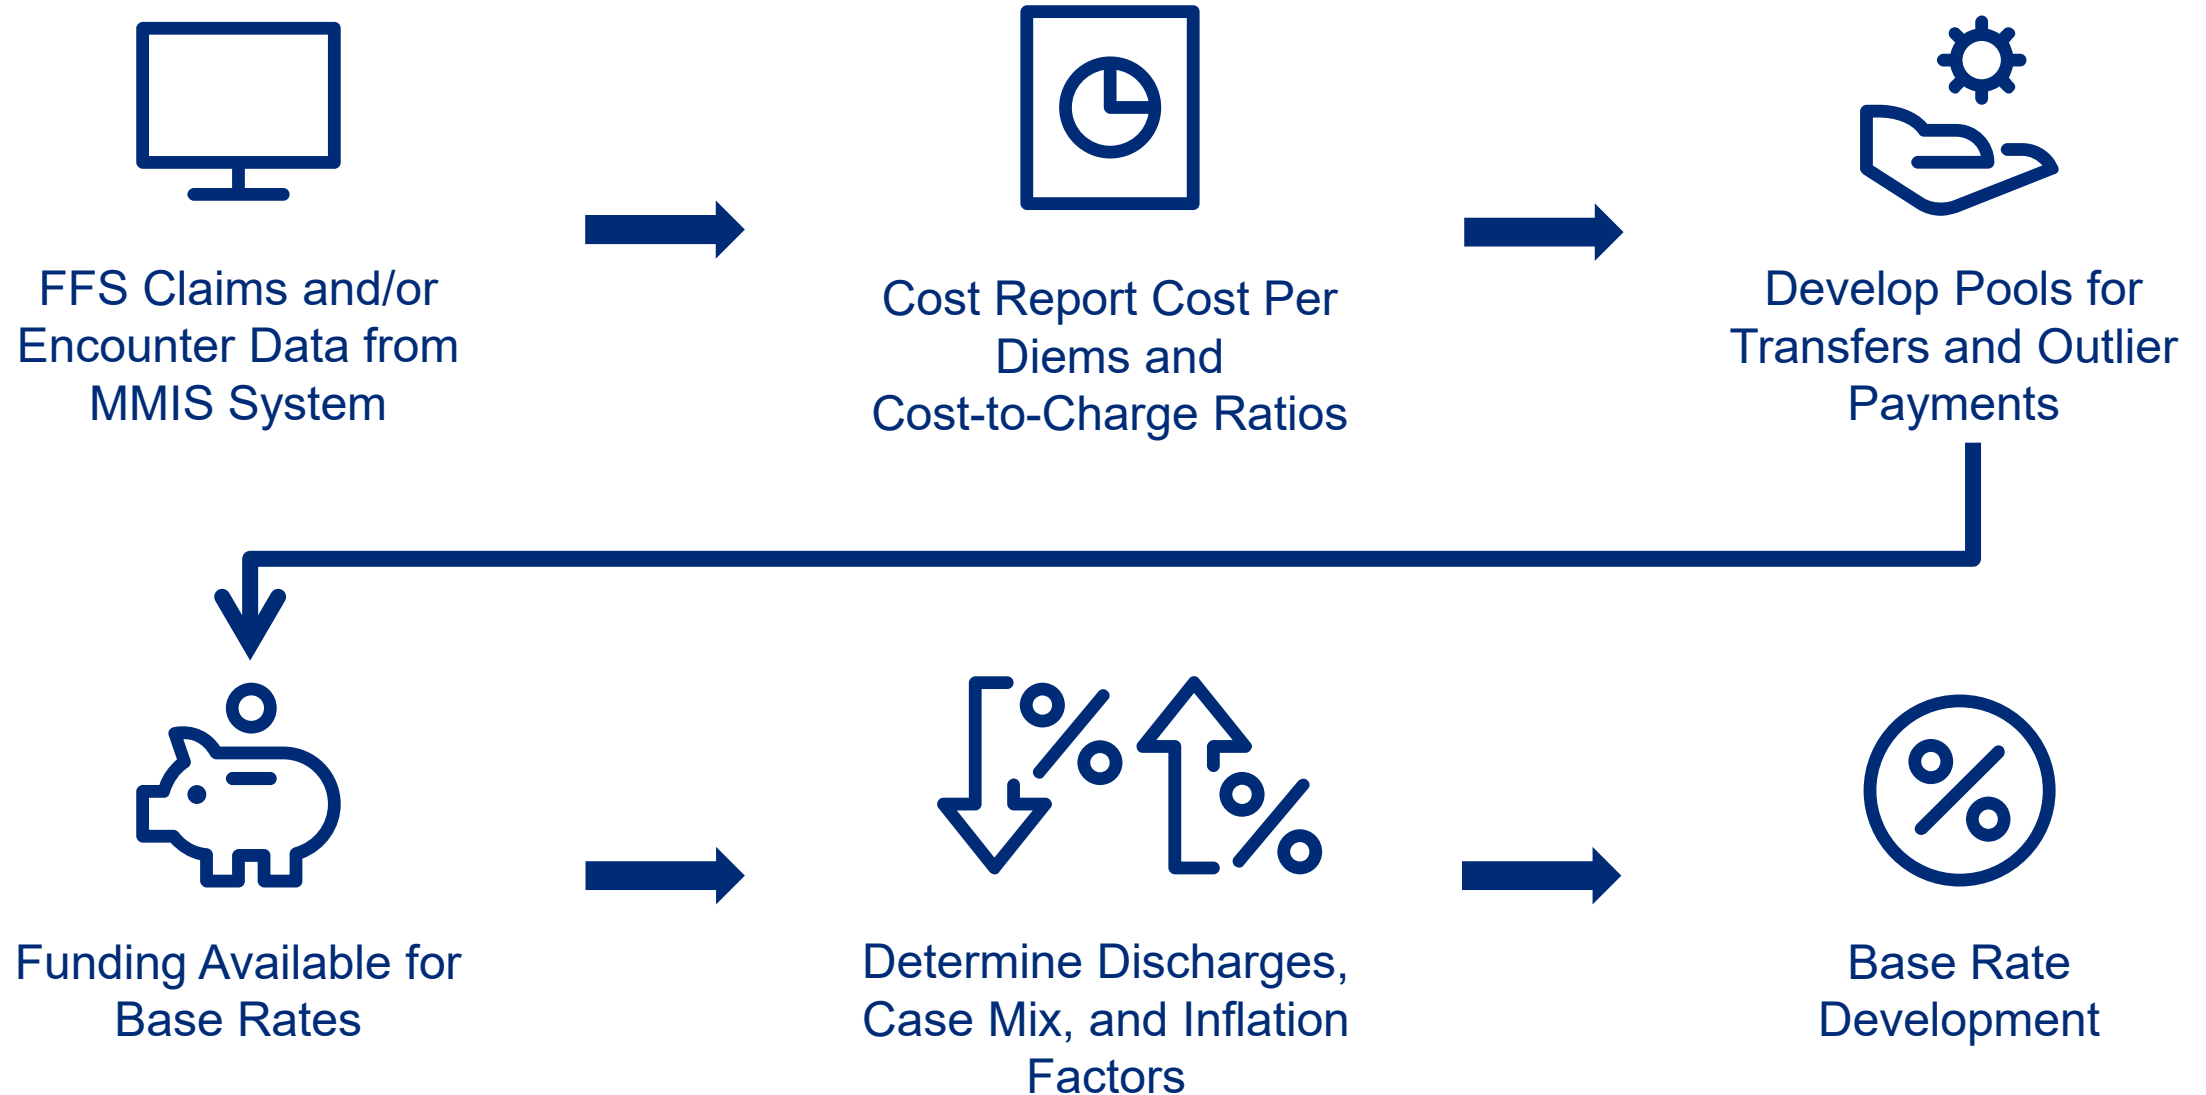 FFS Claims and/or
Encounter Data from
MMIS System
Cost Report Cost Per
Diems and
Cost-to-Charge Ratios
Develop Pools for
Transfers and Outlier
Payments
Funding Available for
Base Rates
Determine Discharges,
Case Mix, and Inflation
Factors
Base Rate
Development